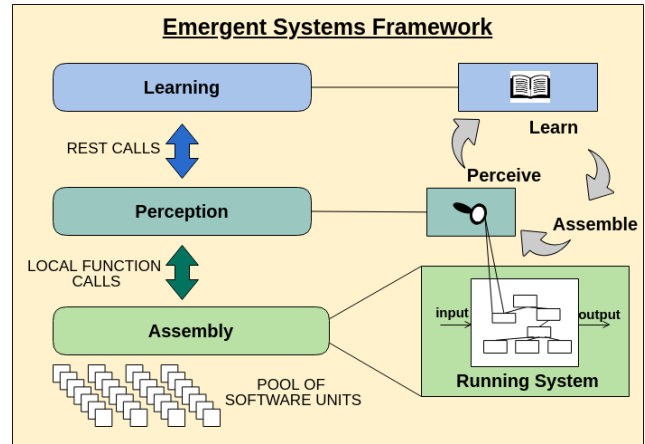 Emergent Systems Framework
Learning
Learn
REST CALLS
Perceive
Perception
Assemble
LOCAL FUNCTION
CALLS
input
output
Assembly
Running System
POOL OF
SOFTWARE UNITS